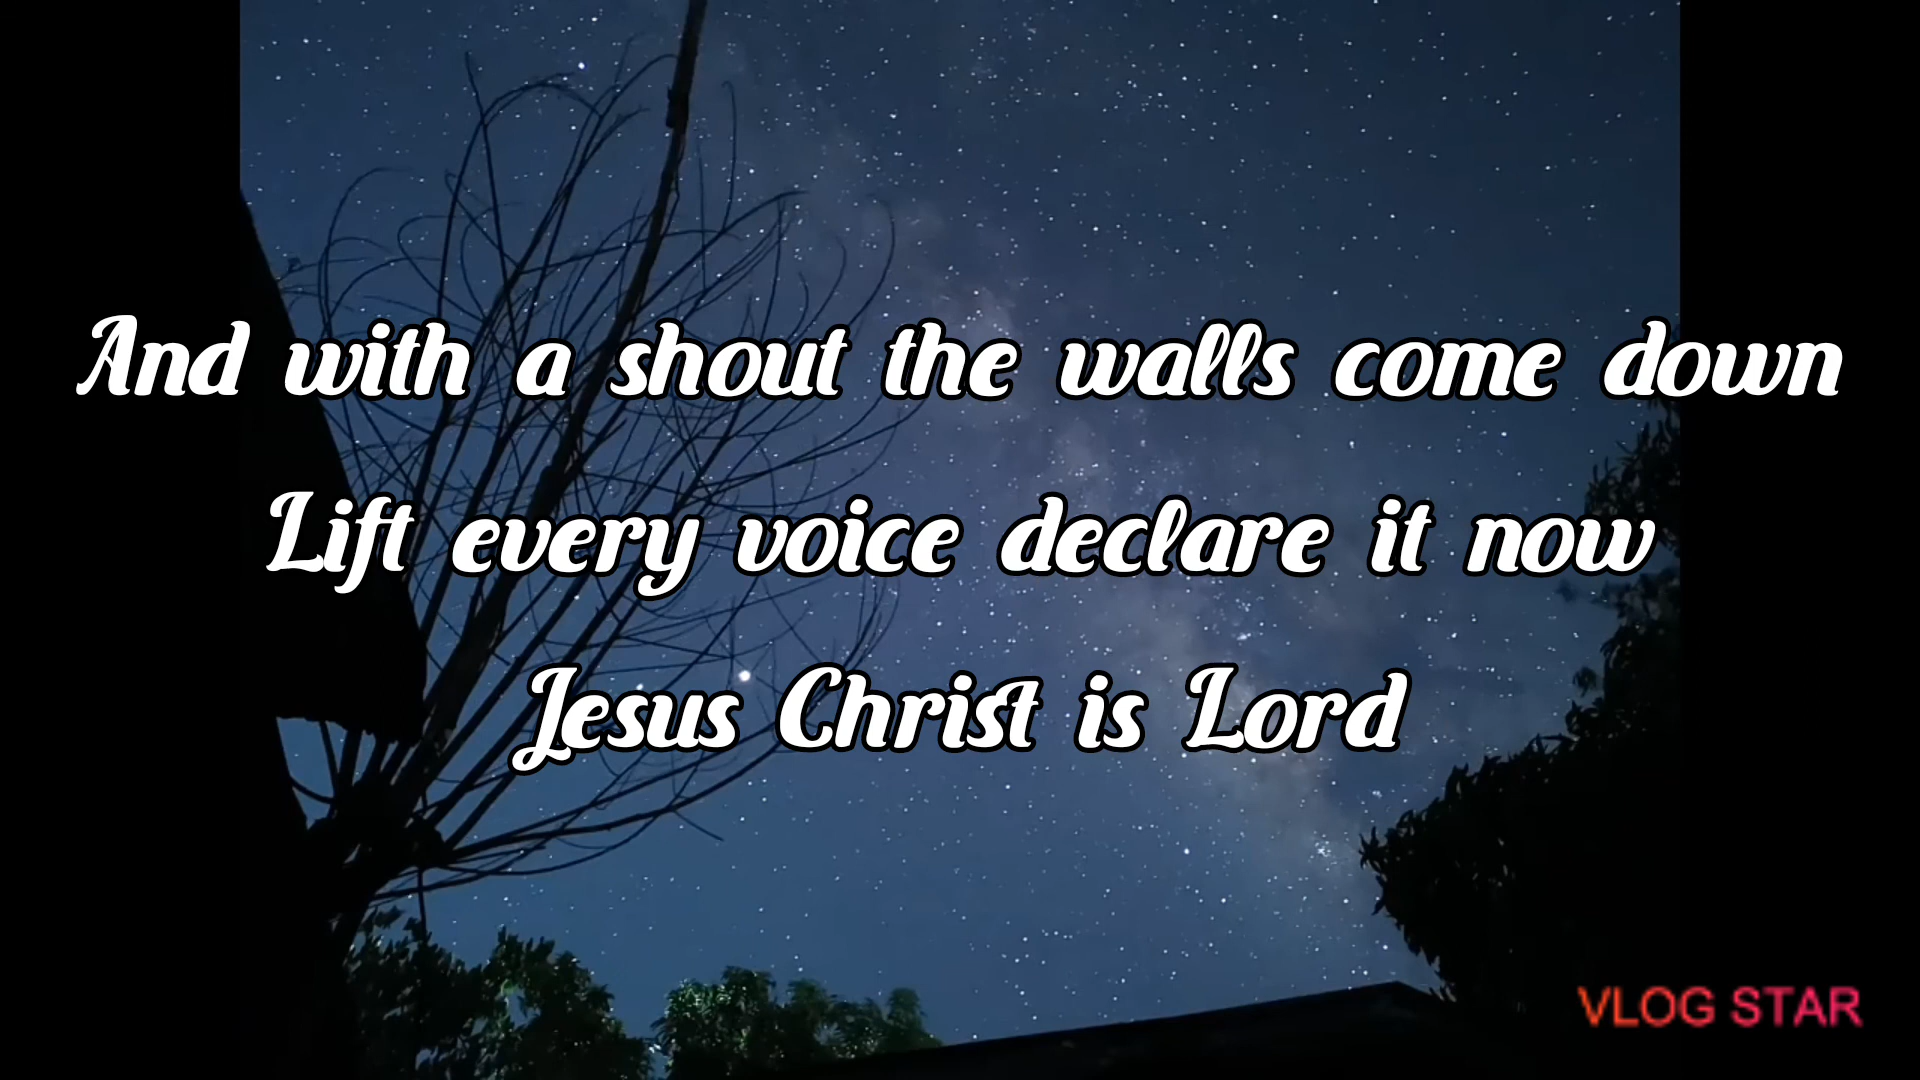 And with a shout the walls come down
Lift every voice declare it now
Jesus Christ is Lord
VLOG STAR